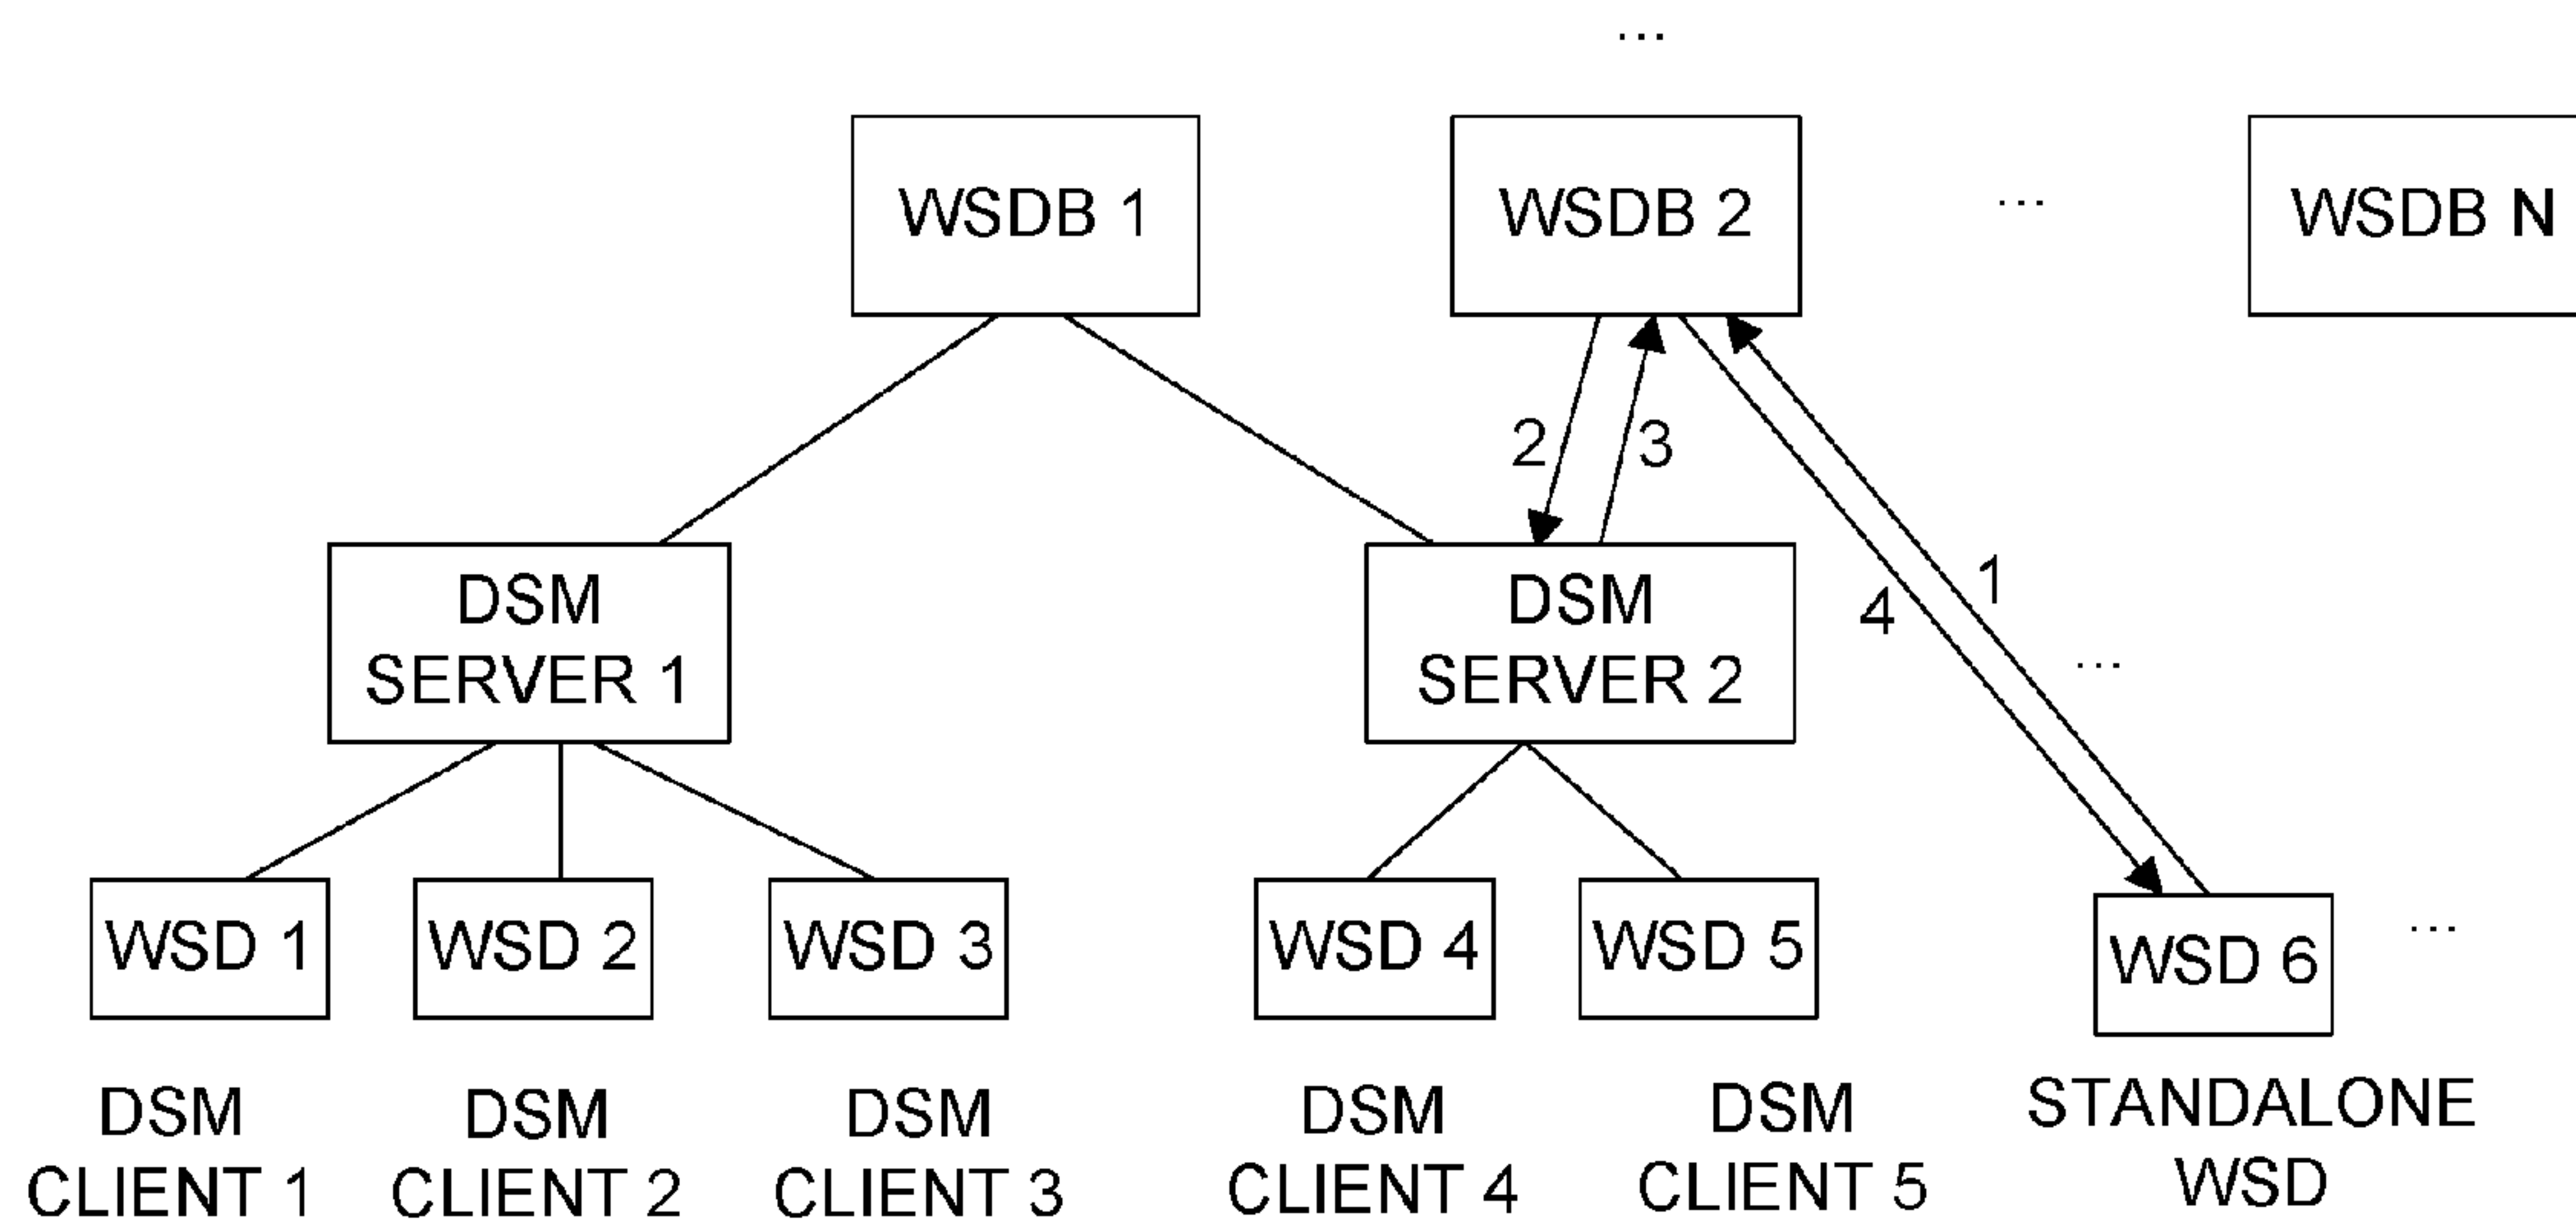 ...
WSDB 1
WSDB 2
...
WSDB N
2
3
1
4
DSM
SERVER 1
DSM
SERVER 2
...
WSD 1
WSD 2
WSD 3
WSD 4
WSD 5
WSD 6
...
DSM
CLIENT 1
DSM
CLIENT 2
DSM
CLIENT 3
DSM
CLIENT 4
DSM
CLIENT 5
STANDALONE
WSD